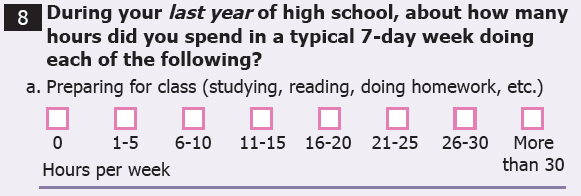 8 During your last year of high school, about how many
hours did you spend in a typical 7-day week doing
each of the following?
a. Preparing for class (studying, reading, doing homework, etc.)
0 1-5 6-10 11-15 16-20 21-25 26-30 More
than 30
Hours per week